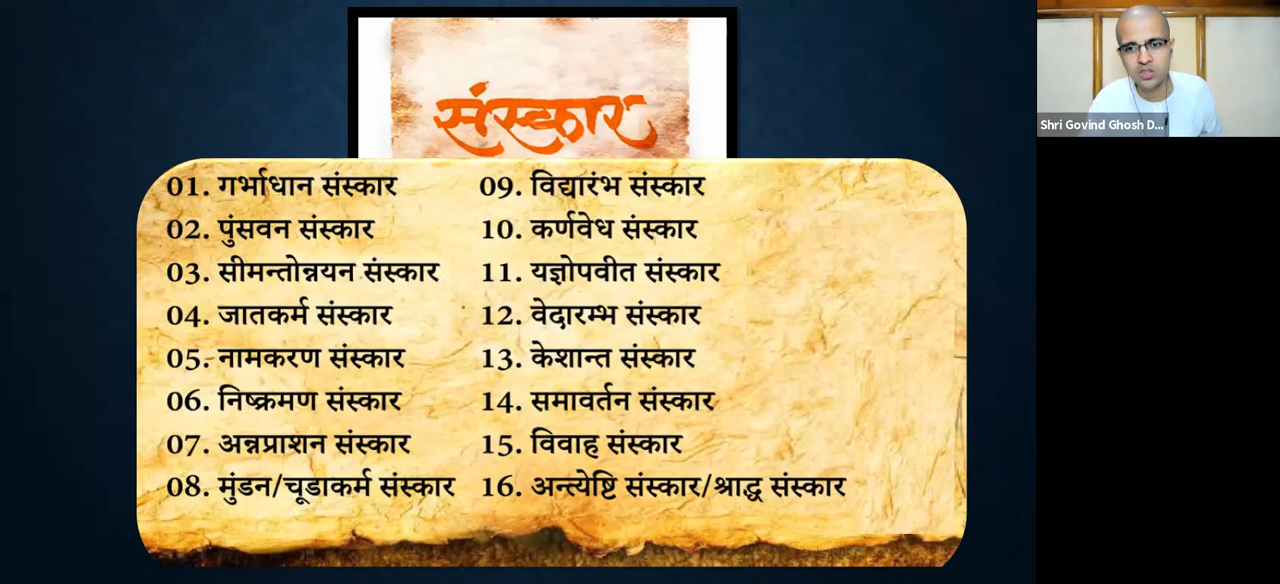 संस्कार
01. गर्भाधान संस्कार
02. पुंसवन संस्कार
03. सीमन्तोन्नयन संस्कार
04. जातकर्म संस्कार
05. नामकरण संस्कार
06. निष्क्रमण संस्कार
07. अन्नप्राशन संस्कार
08. मुंडन/चूडाकर्म संस्कार
09. विद्यारंभ संस्कार
10. कर्णवेध संस्कार
11. यज्ञोपवीत संस्कार
12. वेदारम्भ संस्कार
13. केशान्त संस्कार
14. समावर्तन संस्कार
15. विवाह संस्कार
16. अन्त्येष्टि संस्कार/श्राद्ध संस्कार
Shri Govind Ghosh D...